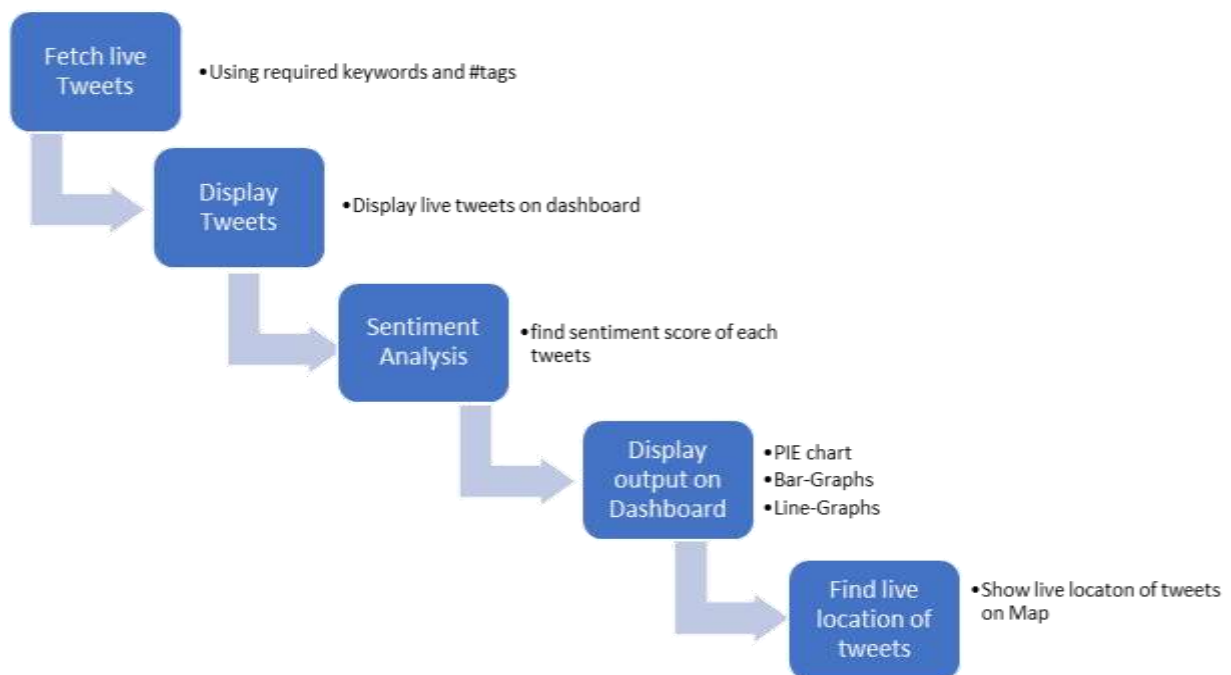 Fetch live
Tweets
•Using required keywords and #tags
Display
Tweets
•Display live tweets on dashboard
Sentiment
Analysis
•find sentiment score of each
tweets
Display
output on
Dashboard
•PIE chart
•Bar-Graphs
•Line-Graphs
Find live
location of
tweets
•Show live locaton of tweets
on Map